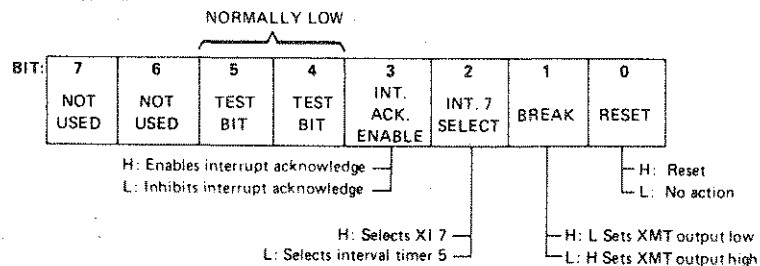 NORMALLY LOW
BIT: 7 6 5 4 3 2 1 0
NOT USED
NOT USED
TEST BIT
TEST BIT
INT. ACK. ENABLE
INT. 7 SELECT
BREAK
RESET
H: Enables interrupt acknowledge
L: Inhibits interrupt acknowledge
H: Reset
L: No action
H: Selects XI 7
L: Selects interval timer 5
H: L Sets XMT output low
L: H Sets XMT output high